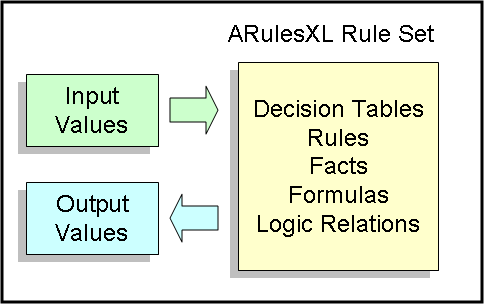 ARulesXL Rule Set
Input
Values
Decision Tables
Rules
Facts
Formulas
Logic Relations
Output
Values